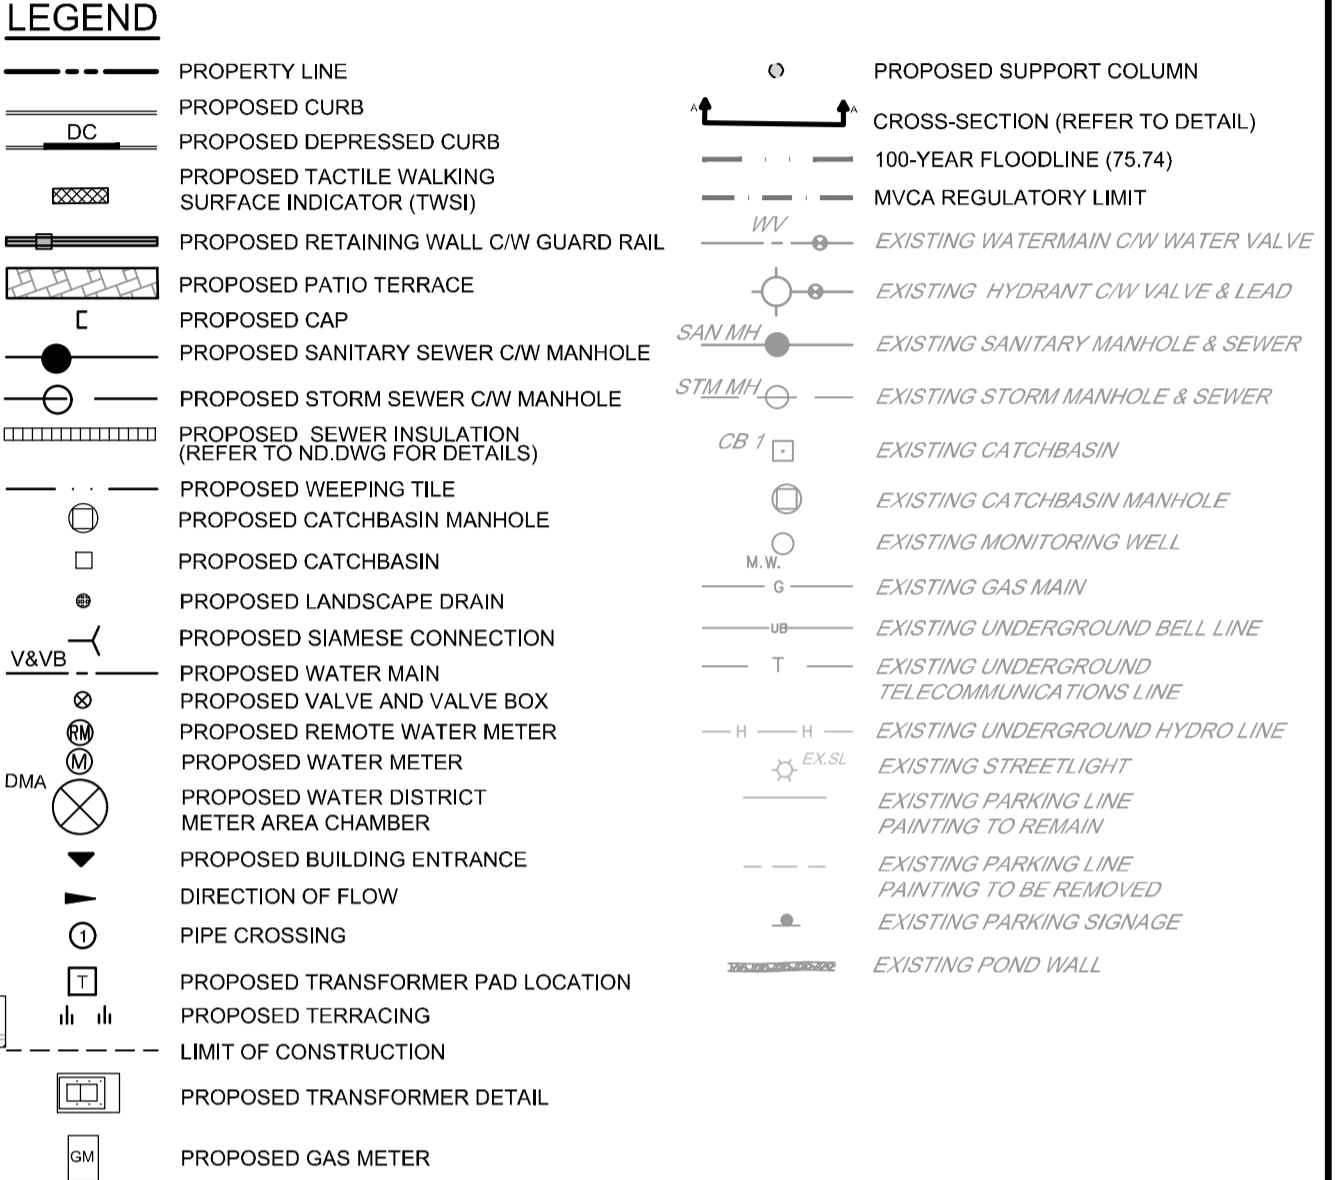 LEGEND
PROPERTY LINE
PROPOSED CURB
DC
PROPOSED DEPRESSED CURB
PROPOSED TACTILE WALKING
SURFACE INDICATOR (TWSI)
PROPOSED RETAINING WALL C/W GUARD RAIL
PROPOSED PATIO TERRACE
PROPOSED CAP
PROPOSED SANITARY SEWER C/W MANHOLE
PROPOSED STORM SEWER C/W MANHOLE
PROPOSED SEWER INSULATION
(REFER TO ND.DWG FOR DETAILS)
PROPOSED WEEPING TILE
PROPOSED CATCHBASIN MANHOLE
PROPOSED CATCHBASIN
PROPOSED LANDSCAPE DRAIN
PROPOSED SIAMESE CONNECTION
V&VB
PROPOSED WATER MAIN
PROPOSED VALVE AND VALVE BOX
RM PROPOSED REMOTE WATER METER
M PROPOSED WATER METER
DMA
PROPOSED WATER DISTRICT
METER AREA CHAMBER
PROPOSED BUILDING ENTRANCE
DIRECTION OF FLOW
1 PIPE CROSSING
T PROPOSED TRANSFORMER PAD LOCATION
PROPOSED TERRACING
LIMIT OF CONSTRUCTION
PROPOSED TRANSFORMER DETAIL
GM PROPOSED GAS METER
PROPOSED SUPPORT COLUMN
A A
CROSS-SECTION (REFER TO DETAIL)
100-YEAR FLOODLINE (75.74)
MVCA REGULATORY LIMIT
WV
EXISTING WATERMAIN C/W WATER VALVE
EXISTING HYDRANT C/W VALVE & LEAD
SAN MH
EXISTING SANITARY MANHOLE & SEWER
STM MH
EXISTING STORM MANHOLE & SEWER
CB 1
EXISTING CATCHBASIN
EXISTING CATCHBASIN MANHOLE
EXISTING MONITORING WELL
M.W.
G EXISTING GAS MAIN
UB EXISTING UNDERGROUND BELL LINE
T EXISTING UNDERGROUND
TELECOMMUNICATIONS LINE
H H EXISTING UNDERGROUND HYDRO LINE
EX.SL
EXISTING STREETLIGHT
EXISTING PARKING LINE
PAINTING TO REMAIN
EXISTING PARKING LINE
PAINTING TO BE REMOVED
EXISTING PARKING SIGNAGE
EXISTING POND WALL